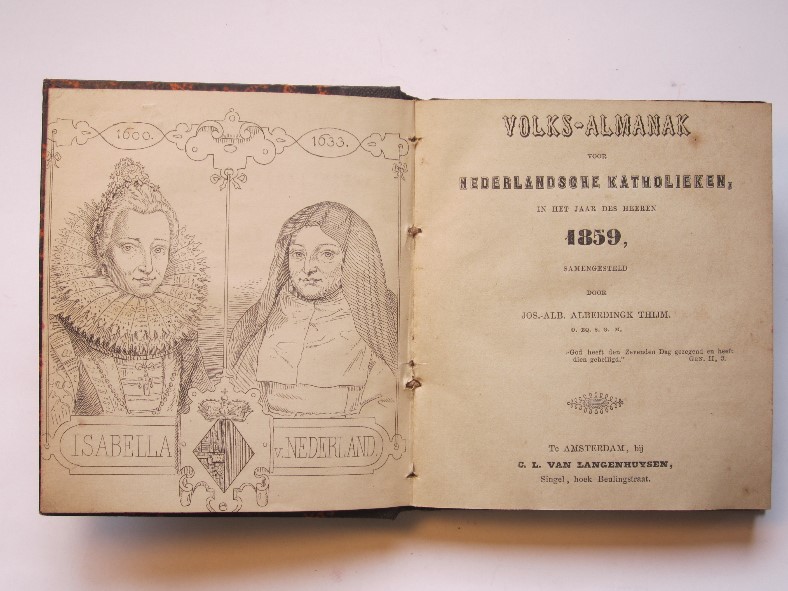 1600.
1633.
ISABELLA v. NEDERLAND.
VOLKS-ALMANAK
VOOR
NEDERLANDSCHE KATHOLIEKEN,
IN HET JAAR DES HEEREN
1859,
SAMENGESTELD
DOOR
JOS.-ALB. ALBERDINGK THIJM.
O. EQ. S. G. M.
„God heeft den Zevenden Dag gezegend en heeft
dien geheiligd.” GEN. II, 3.
Te AMSTERDAM, bij
C. L. VAN LANGENHUYSEN,
Singel, hoek Beulingstraat.